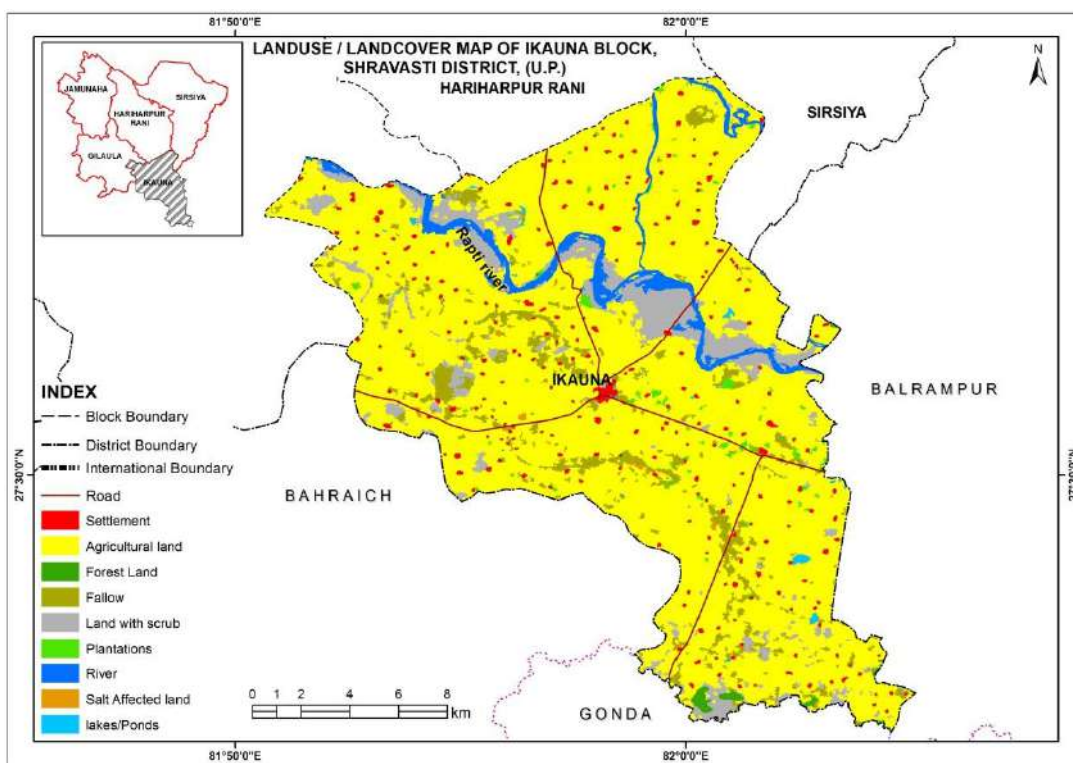 81°50'0"E
82°0'0"E
LANDUSE / LANDCOVER MAP OF IKAUNA BLOCK,
SHRAVASTI DISTRICT, (U.P.)
HARIHARPUR RANI
N
JAMUNAHA
SIRSIYA
HARIHARPUR
RANI
GILAULA
IKAUNA
SIRSIYA
Rapti river
IKAUNA
BALRAMPUR
BAHRAICH
GONDA
27°30'0"N
27°30'0"N
INDEX
Block Boundary
District Boundary
International Boundary
Road
Settlement
Agricultural land
Forest Land
Fallow
Land with scrub
Plantations
River
Salt Affected land
lakes/Ponds
0 1 2 4 6 8
km
81°50'0"E
82°0'0"E